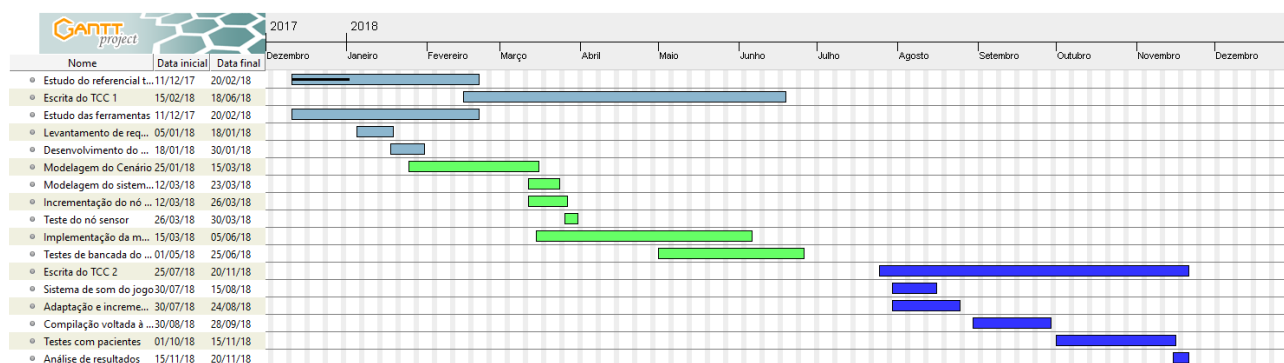 GANTT
project
2017 2018
Dezembro Janeiro Fevereiro Março Abril Maio Junho Julho Agosto Setembro Outubro Novembro Dezembro
Nome Data inicial Data final
Estudo do referencial t... 11/12/17 20/02/18
Escrita do TCC 1 15/02/18 18/06/18
Estudo das ferramentas 11/12/17 20/02/18
Levantamento de req... 05/01/18 18/01/18
Desenvolvimento do ... 18/01/18 30/01/18
Modelagem do Cenário 25/01/18 15/03/18
Modelagem do sistem... 12/03/18 23/03/18
Incrementação do nó ... 12/03/18 26/03/18
Teste do nó sensor 26/03/18 30/03/18
Implementação da m... 15/03/18 05/06/18
Testes de bancada do ... 01/05/18 25/06/18
Escrita do TCC 2 25/07/18 20/11/18
Sistema de som do jogo 30/07/18 15/08/18
Adaptação e increme... 30/07/18 24/08/18
Compilação voltada à ... 30/08/18 28/09/18
Testes com pacientes 01/10/18 15/11/18
Análise de resultados 15/11/18 20/11/18